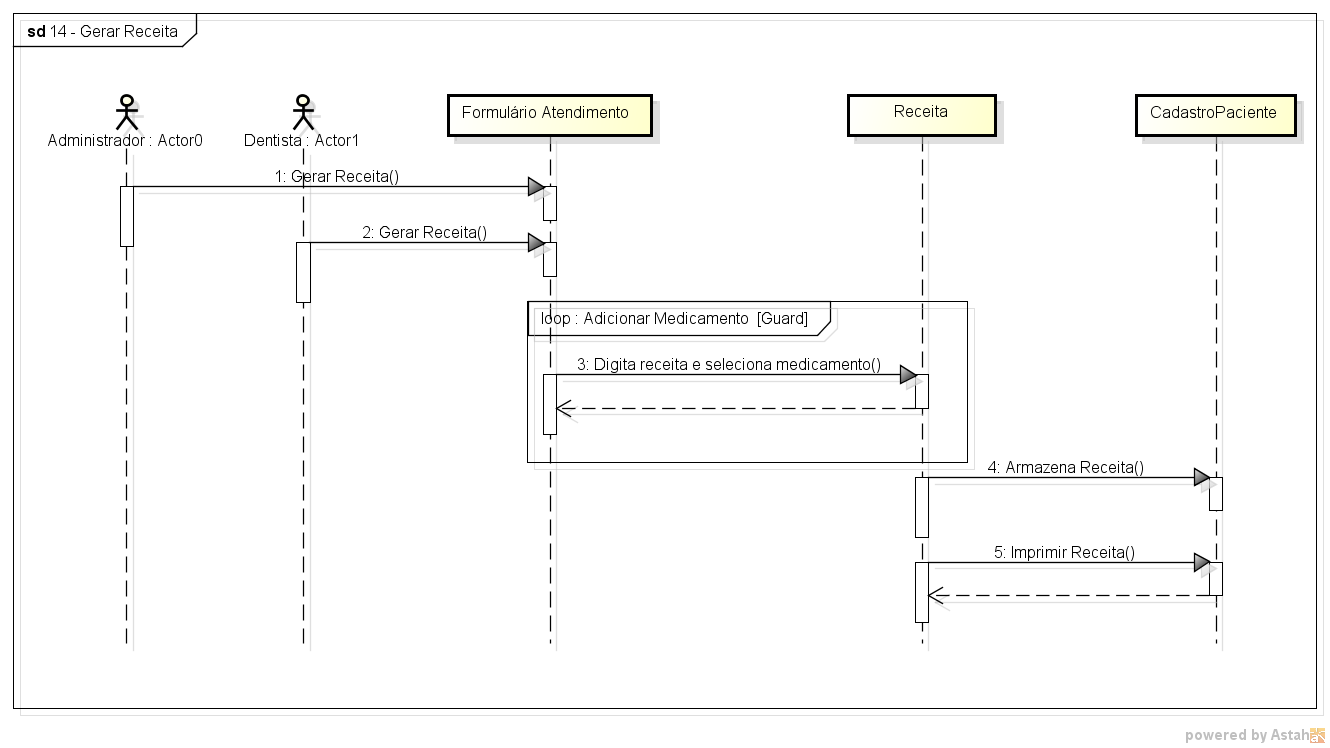 sd 14 - Gerar Receita
Administrador : Actor0
Dentista : Actor1
Formulário Atendimento
Receita
CadastroPaciente
1: Gerar Receita()
2: Gerar Receita()
loop : Adicionar Medicamento [Guard]
3: Digita receita e seleciona medicamento()
4: Armazena Receita()
5: Imprimir Receita()
powered by Astah